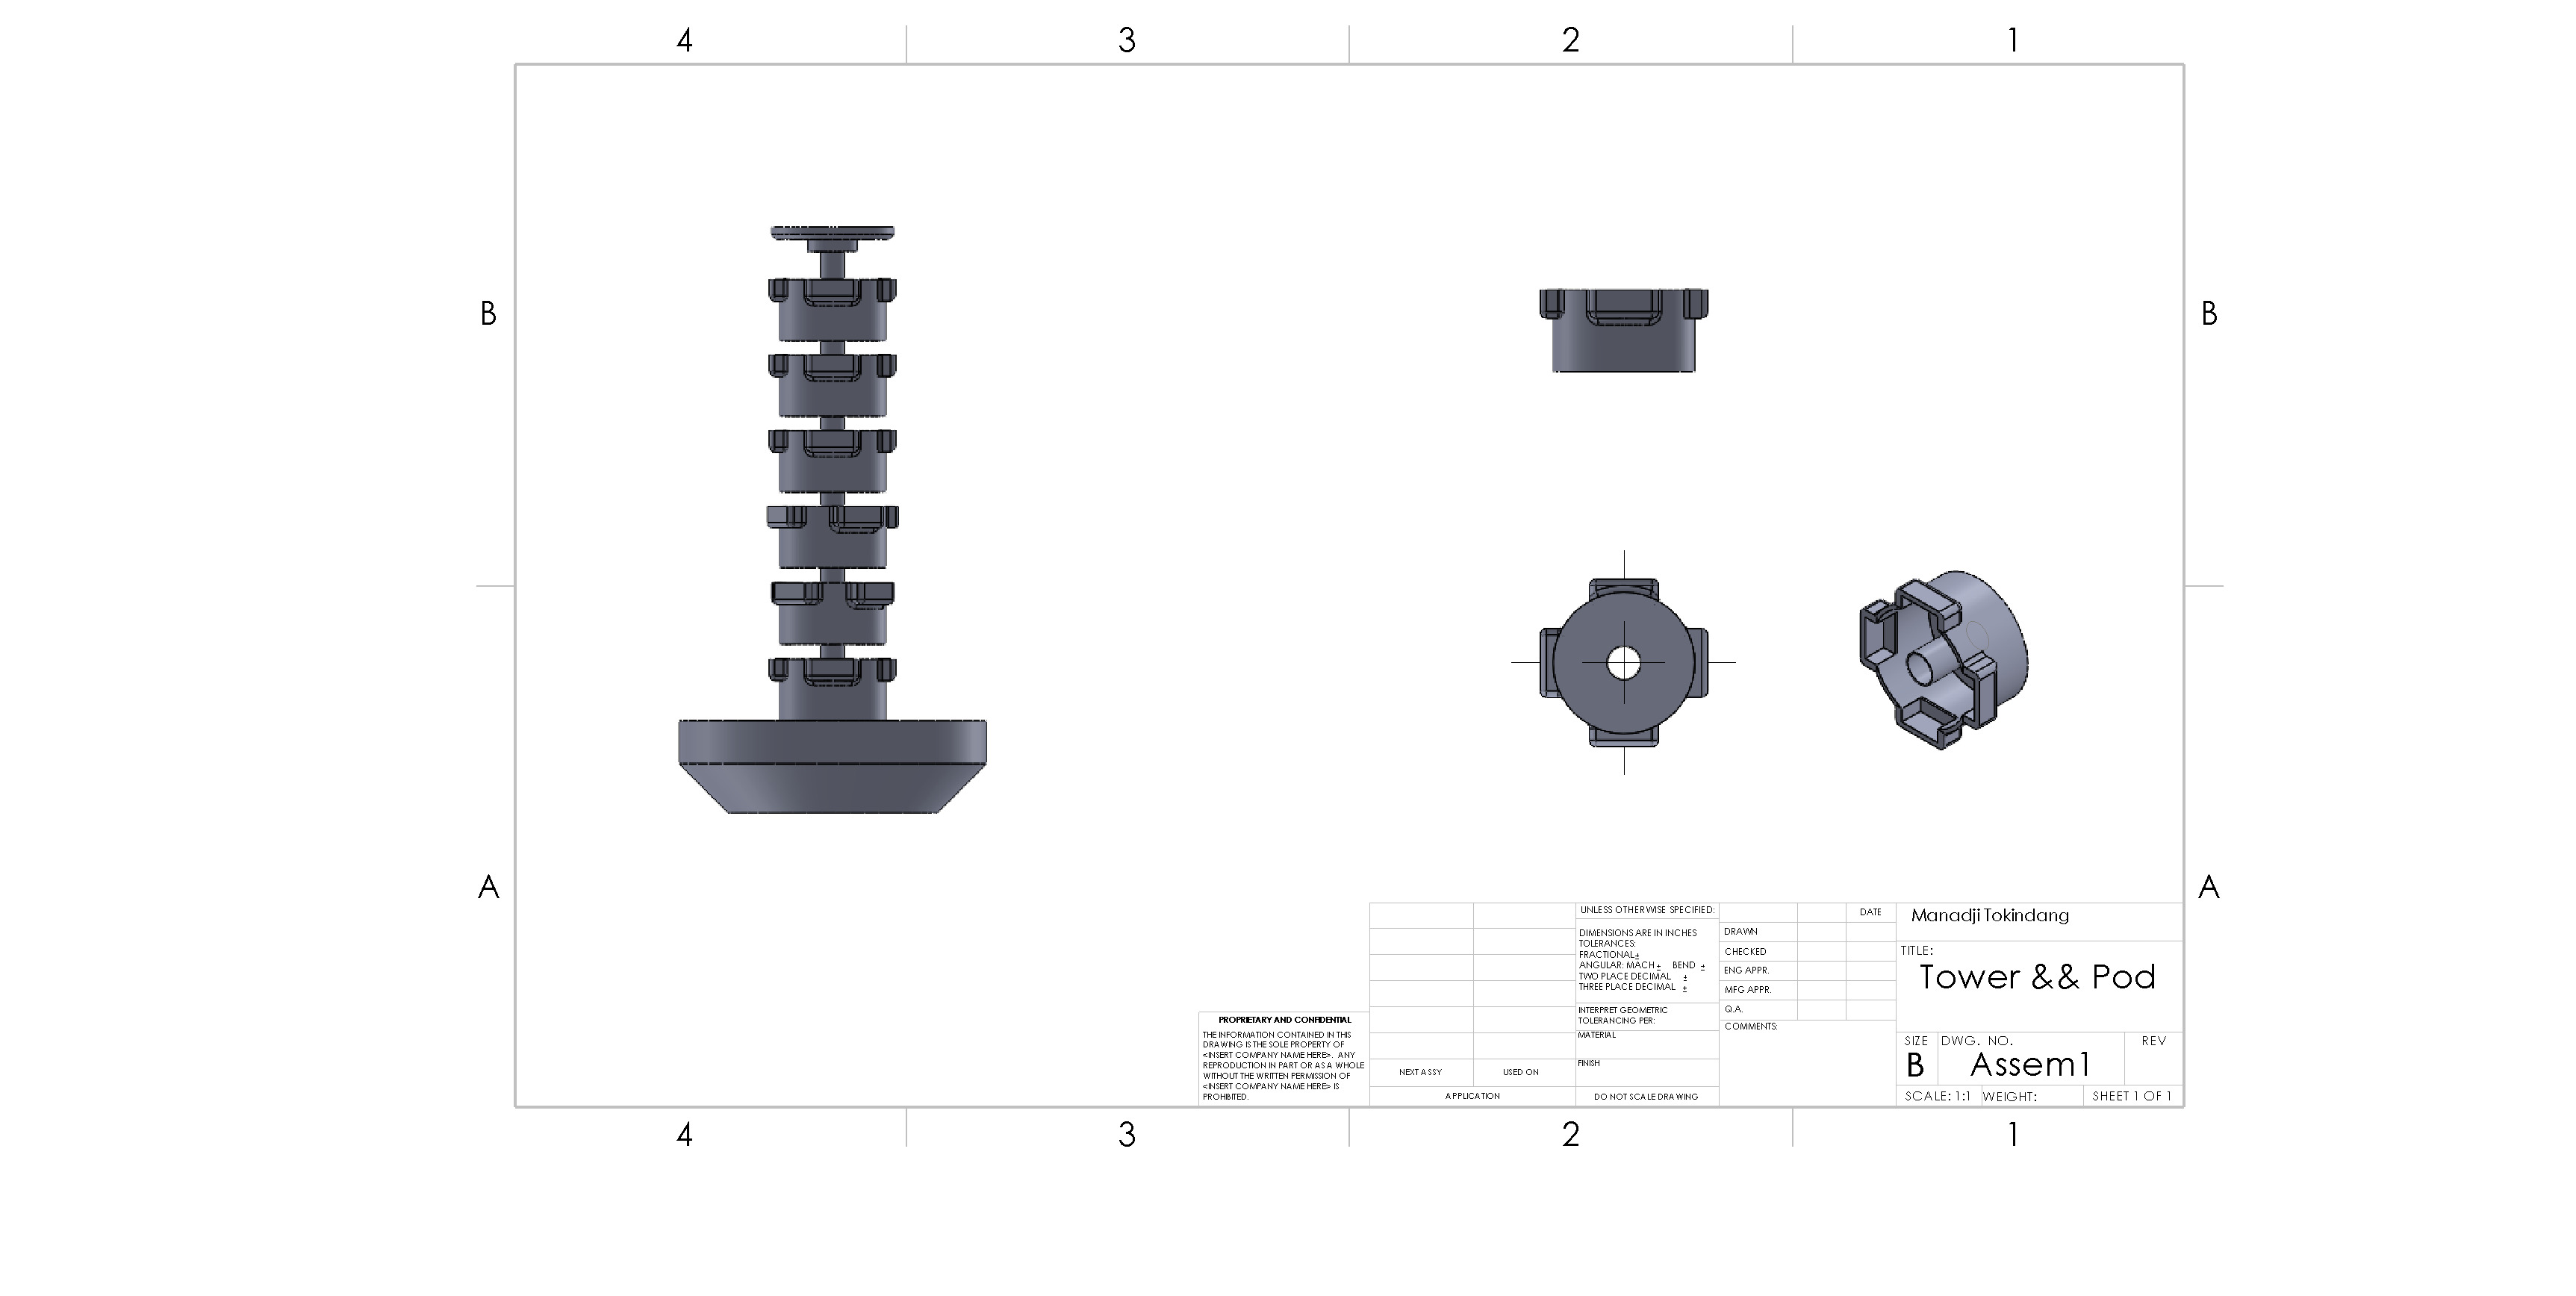 4 3 2 1
B B
A A
UNLESS OTHERWISE SPECIFIED:
DIMENSIONS ARE IN INCHES
TOLERANCES:
FRACTIONAL±
ANGULAR: MACH± BEND ±
TWO PLACE DECIMAL ±
THREE PLACE DECIMAL ±
INTERPRET GEOMETRIC
TOLERANCING PER:
MATERIAL
FINISH
DO NOT SCALE DRAWING
DATE
DRAWN
CHECKED
ENG APPR.
MFG APPR.
Q.A.
COMMENTS:
Manadji Tokindang
TITLE:
Tower && Pod
SIZE DWG. NO. REV
B Assem1
SCALE: 1:1 WEIGHT: SHEET 1 OF 1
PROPRIETARY AND CONFIDENTIAL
THE INFORMATION CONTAINED IN THIS
DRAWING IS THE SOLE PROPERTY OF
<INSERT COMPANY NAME HERE>. ANY
REPRODUCTION IN PART OR AS A WHOLE
WITHOUT THE WRITTEN PERMISSION OF
<INSERT COMPANY NAME HERE> IS
PROHIBITED.
NEXT ASSY USED ON
APPLICATION
4 3 2 1